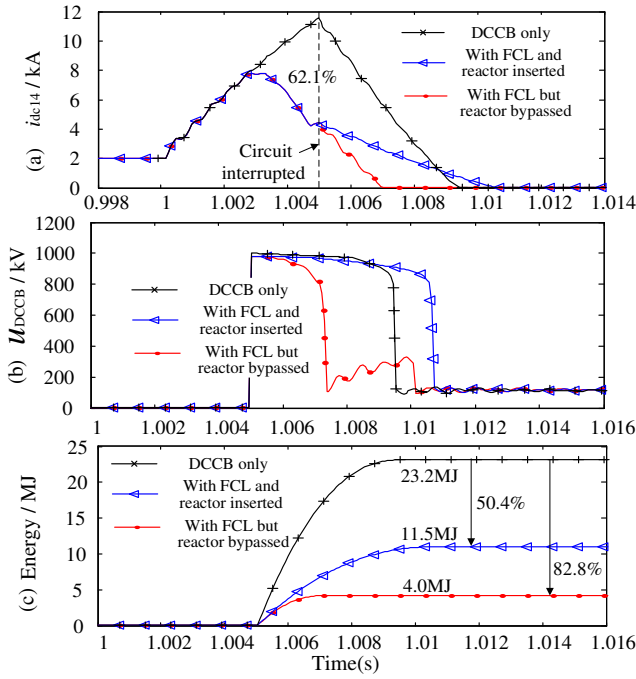 12
10
8
6
4
2
0
(a) idc14 / kA
DCCB only
With FCL and
reactor inserted
With FCL but
reactor bypassed
62.1%
Circuit
interrupted
0.998 1 1.002 1.004 1.006 1.008 1.01 1.012 1.014
1200
1000
800
600
400
200
0
(b) uDCCB / kV
DCCB only
With FCL and
reactor inserted
With FCL but
reactor bypassed
1 1.002 1.004 1.006 1.008 1.01 1.012 1.014 1.016
25
20
15
10
5
0
(c) Energy / MJ
DCCB only
With FCL and
reactor inserted
With FCL but
reactor bypassed
23.2MJ
50.4%
11.5MJ
82.8%
4.0MJ
1 1.002 1.004 1.006 1.008 1.01 1.012 1.014 1.016
Time(s)